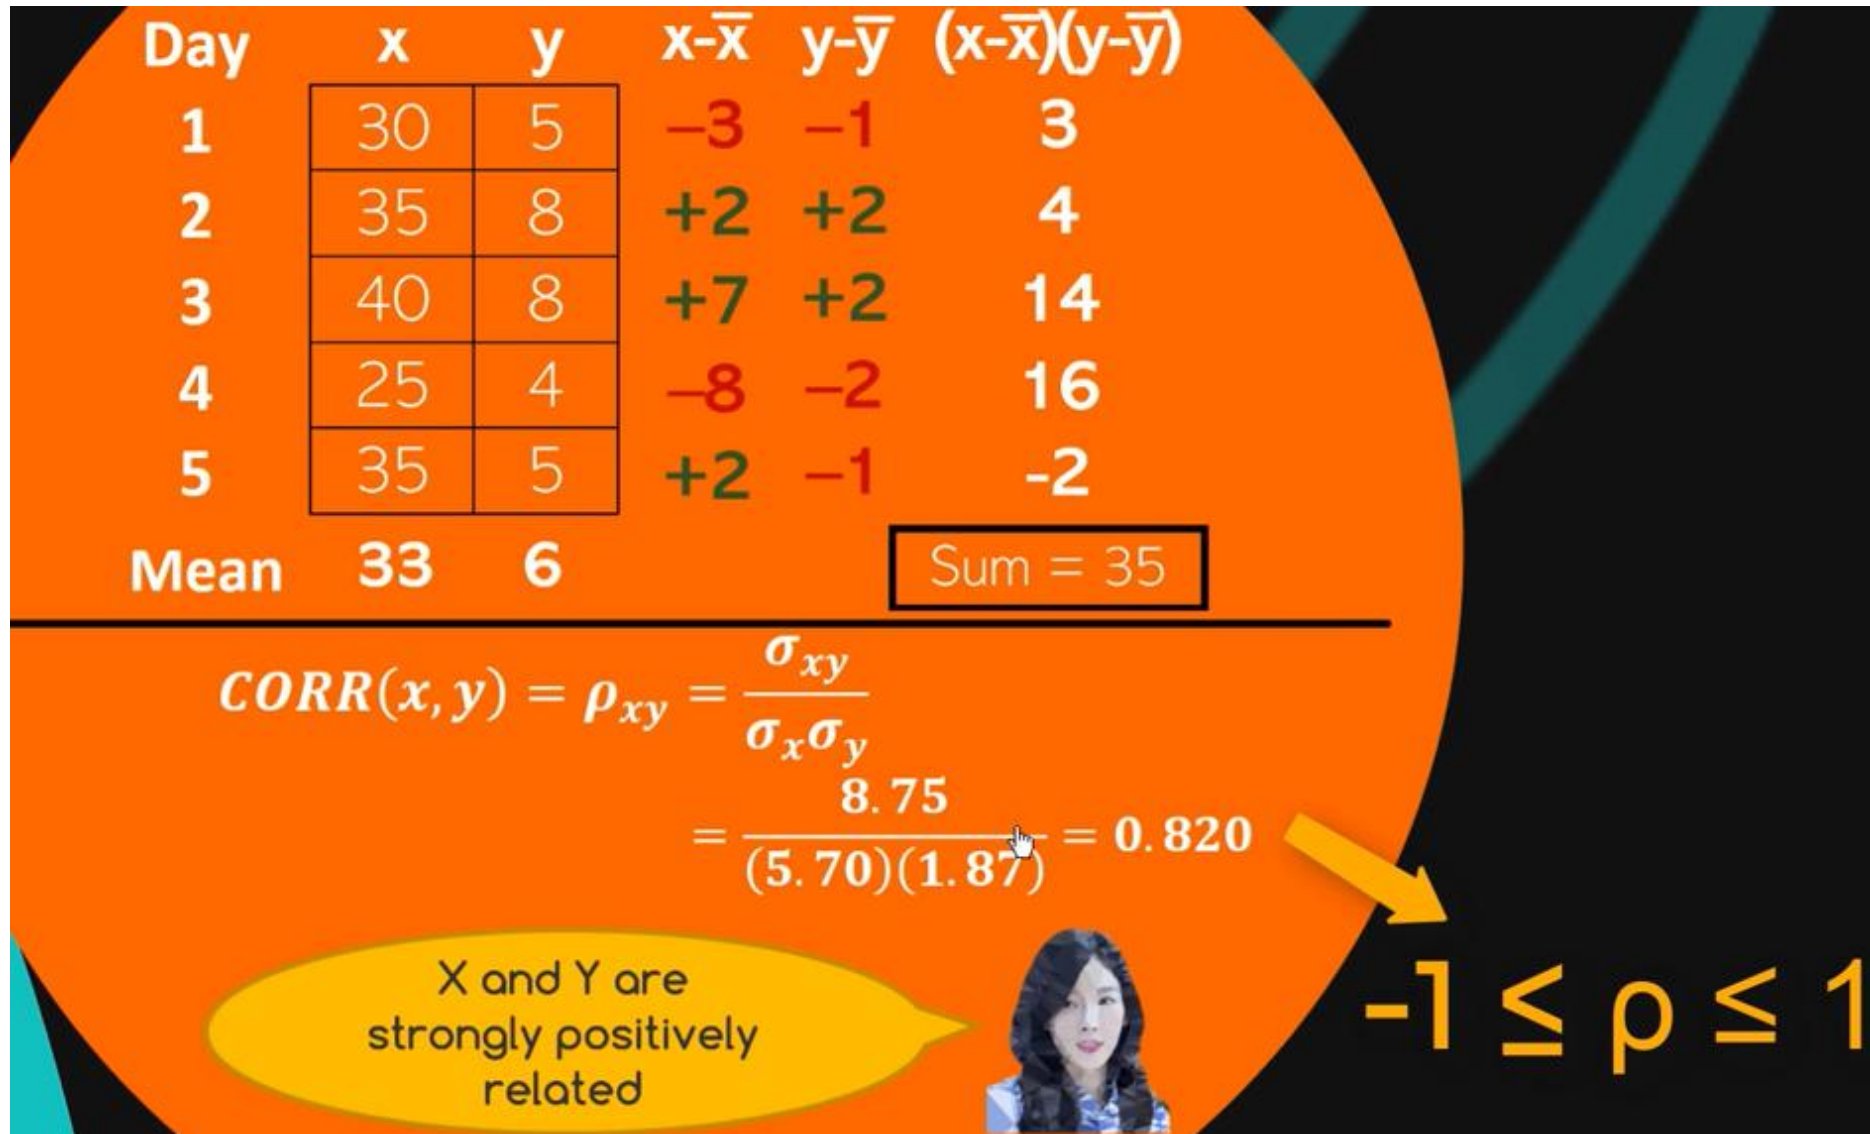 Day x y x-x̅ y-y̅ (x-x̅)(y-y̅)
1 30 5 –3 –1 3
2 35 8 +2 +2 4
3 40 8 +7 +2 14
4 25 4 –8 –2 16
5 35 5 +2 –1 -2
Mean 33 6 Sum = 35
CORR(x, y) = ρxy = σxy / σxσy
= 8.75 / (5.70)(1.87) = 0.820
X and Y are
strongly positively
related
-1 ≤ ρ ≤ 1